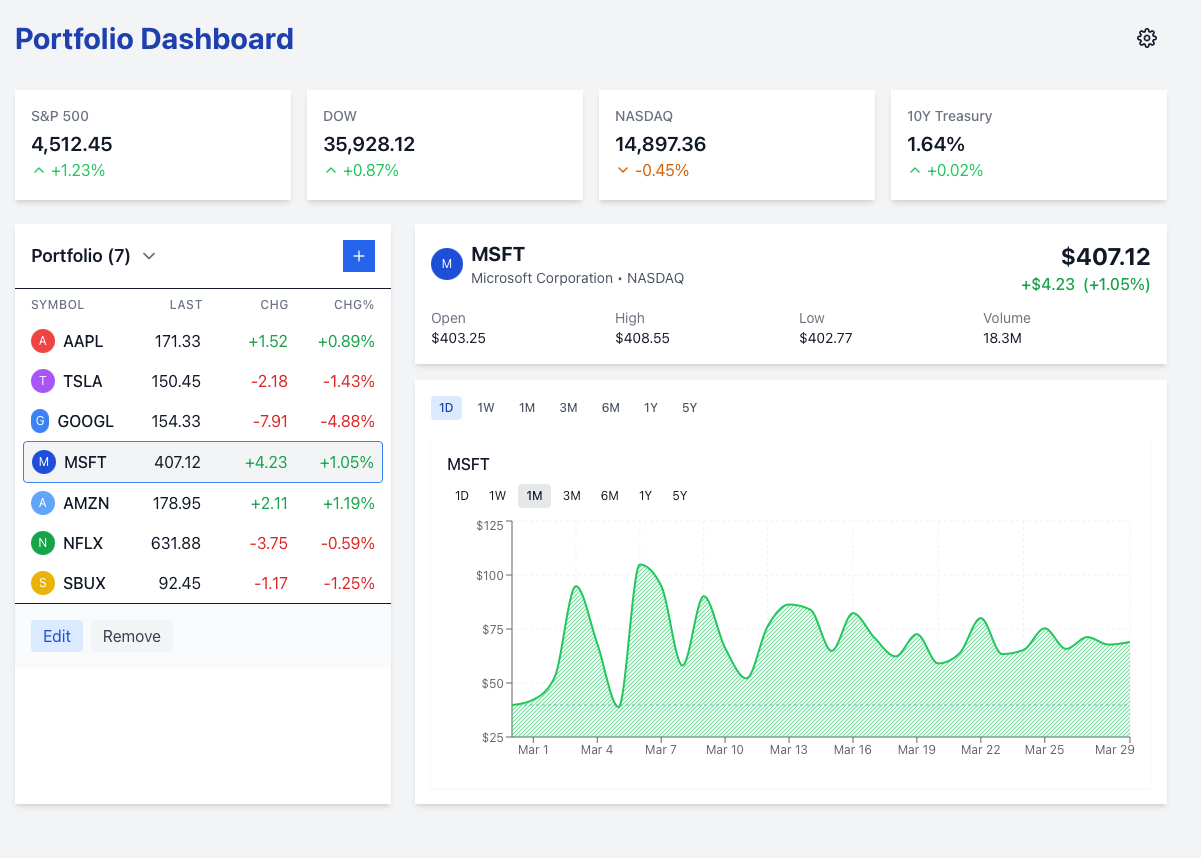 Portfolio Dashboard
S&P 500
4,512.45
+1.23%
DOW
35,928.12
+0.87%
NASDAQ
14,897.36
-0.45%
10Y Treasury
1.64%
+0.02%
Portfolio (7)
+
SYMBOL LAST CHG CHG%
A AAPL 171.33 +1.52 +0.89%
T TSLA 150.45 -2.18 -1.43%
G GOOGL 154.33 -7.91 -4.88%
M MSFT 407.12 +4.23 +1.05%
A AMZN 178.95 +2.11 +1.19%
N NFLX 631.88 -3.75 -0.59%
S SBUX 92.45 -1.17 -1.25%
Edit Remove
M
MSFT
Microsoft Corporation • NASDAQ
$407.12
+$4.23 (+1.05%)
Open High Low Volume
$403.25 $408.55 $402.77 18.3M
1D 1W 1M 3M 6M 1Y 5Y
MSFT
1D 1W 1M 3M 6M 1Y 5Y
$125
$100
$75
$50
$25
Mar 1 Mar 4 Mar 7 Mar 10 Mar 13 Mar 16 Mar 19 Mar 22 Mar 25 Mar 29